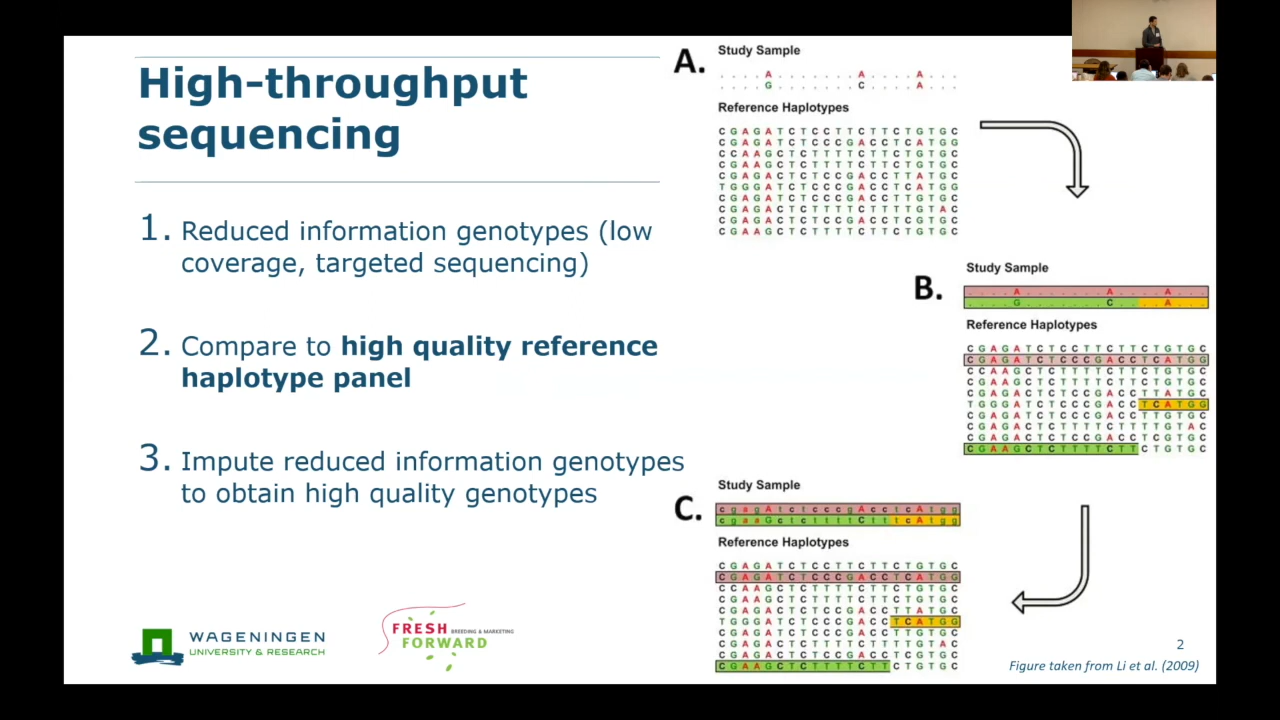 High-throughput
sequencing
1. Reduced information genotypes (low
coverage, targeted sequencing)
2. Compare to high quality reference
haplotype panel
3. Impute reduced information genotypes
to obtain high quality genotypes
A.
Study Sample
. . . . A . . . . . . . A . . . . A . . .
. . . . G . . . . . . . C . . . . A . . .
Reference Haplotypes
C G A G A T C T C C T T C T T C T G T G C
C G A G A T C T C C C G A C C T C A T G G
C C A A G C T C T T T T C T T C T G T G C
C G A A G C T C T T T T C T T C T G T G C
C G A G A C T C T C C G A C C T T A T G C
T G G G A T C T C C C G A C C T C A T G G
C G A G A T C T C C C G A C C T T G T G C
C G A G A C T C T T T T C T T T T G T A C
C G A G A C T C T C C G A C C T C G T G C
C G A A G C T C T T T T C T T C T G T G C
B.
Study Sample
. . . . A . . . . . . . A . . . . A . . .
. . . . G . . . . . . . C . . . . A . . .
Reference Haplotypes
C G A G A T C T C C T T C T T C T G T G C
C G A G A T C T C C C G A C C T C A T G G
C C A A G C T C T T T T C T T C T G T G C
C G A A G C T C T T T T C T T C T G T G C
C G A G A C T C T C C G A C C T T A T G C
T G G G A T C T C C C G A C C T C A T G G
C G A G A T C T C C C G A C C T T G T G C
C G A G A C T C T T T T C T T T T G T A C
C G A G A C T C T C C G A C C T C G T G C
C G A A G C T C T T T T C T T C T G T G C
C.
Study Sample
c g a g A t c t c c c g A c c t c A t g g
c g a a G c t c t t t t C t t t c A t g g
Reference Haplotypes
C G A G A T C T C C T T C T T C T G T G C
C G A G A T C T C C C G A C C T C A T G G
C C A A G C T C T T T T C T T C T G T G C
C G A A G C T C T T T T C T T C T G T G C
C G A G A C T C T C C G A C C T T A T G C
T G G G A T C T C C C G A C C T C A T G G
C G A G A T C T C C C G A C C T T G T G C
C G A G A C T C T T T T C T T T T G T A C
C G A G A C T C T C C G A C C T C G T G C
C G A A G C T C T T T T C T T C T G T G C
WAGENINGEN
UNIVERSITY & RESEARCH
FRESH BREEDING & MARKETING
FORWARD
2
Figure taken from Li et al. (2009)